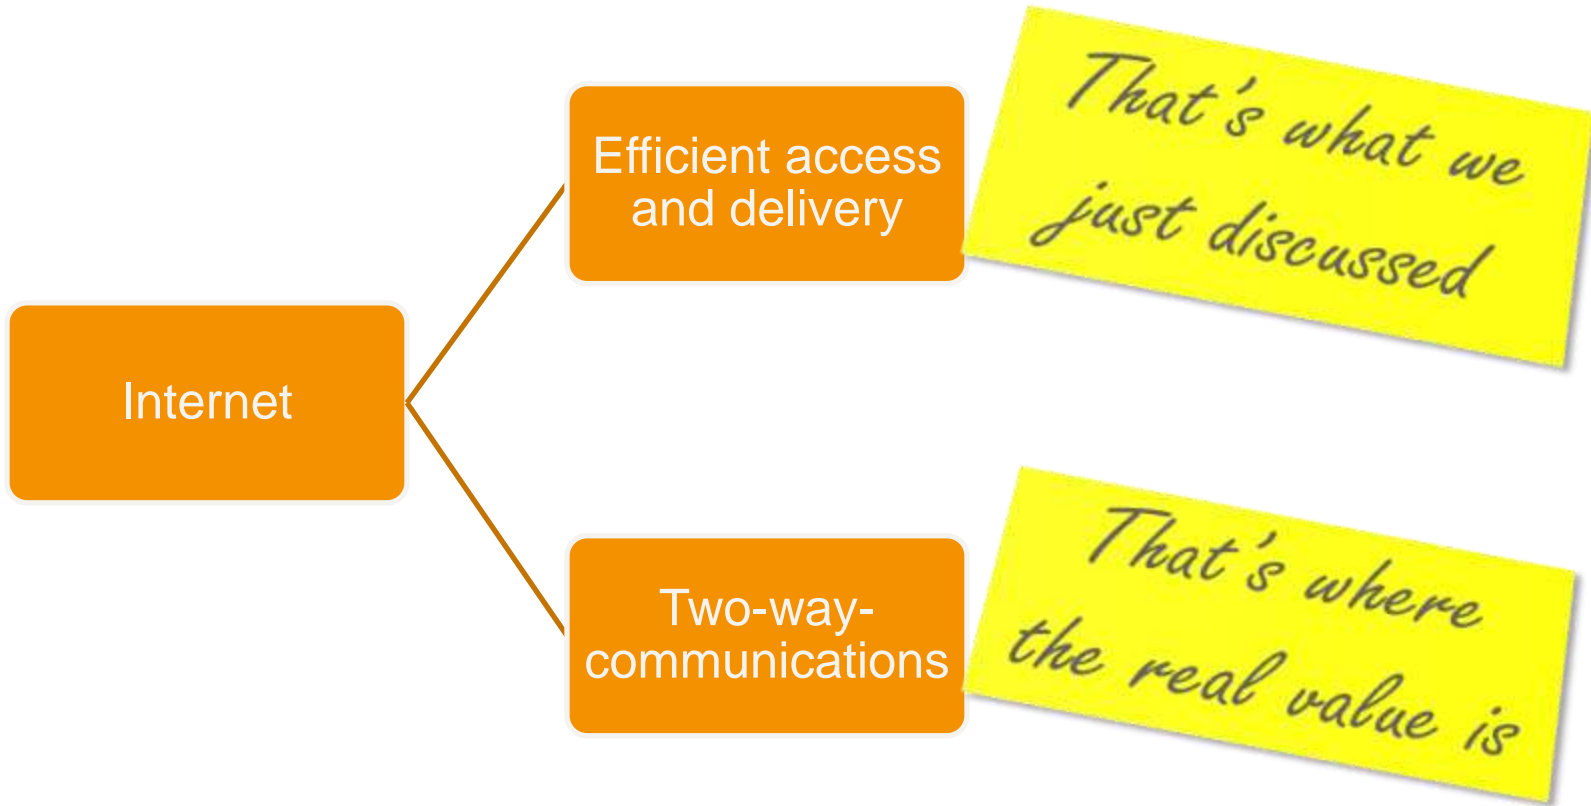 Efficient access
and delivery
That's what we
just discussed
Internet
Two-way-
communications
That's where
the real value is